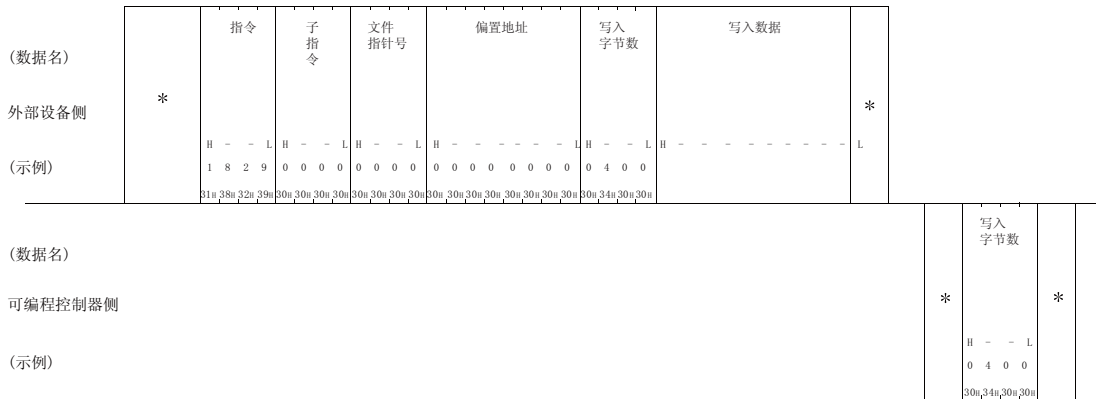 指令 子 文件 偏置地址 写入 写入数据
指 指针号 字节数
令
(数据名)
*
*
外部设备侧
H - - L H - - L H - - L H - - - - - - L H - - L H - - - - - - - - - L
(示例)
1 8 2 9 0 0 0 0 0 0 0 0 0 0 0 0 0 0 0 0 0 4 0 0
31H 38H 32H 39H 30H 30H 30H 30H 30H 30H 30H 30H 30H 30H 30H 30H 30H 30H 30H 30H 30H 34H 30H 30H
写入
字节数
(数据名)
可编程控制器侧
* *
H - - L
(示例)
0 4 0 0
30H 34H 30H 30H